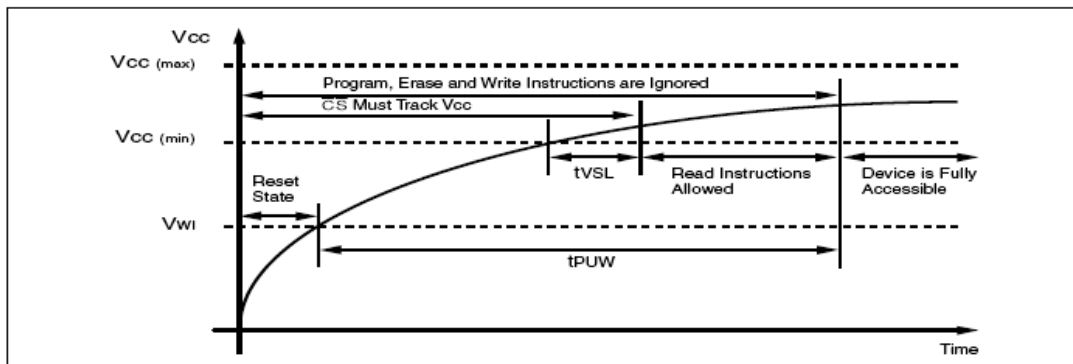 Vcc
Vcc (max)
Program, Erase and Write Instructions are Ignored
CS Must Track Vcc
Vcc (min)
tVSL
Read Instructions
Allowed
Device is Fully
Accessible
Reset
State
VWI
tPUW
Time